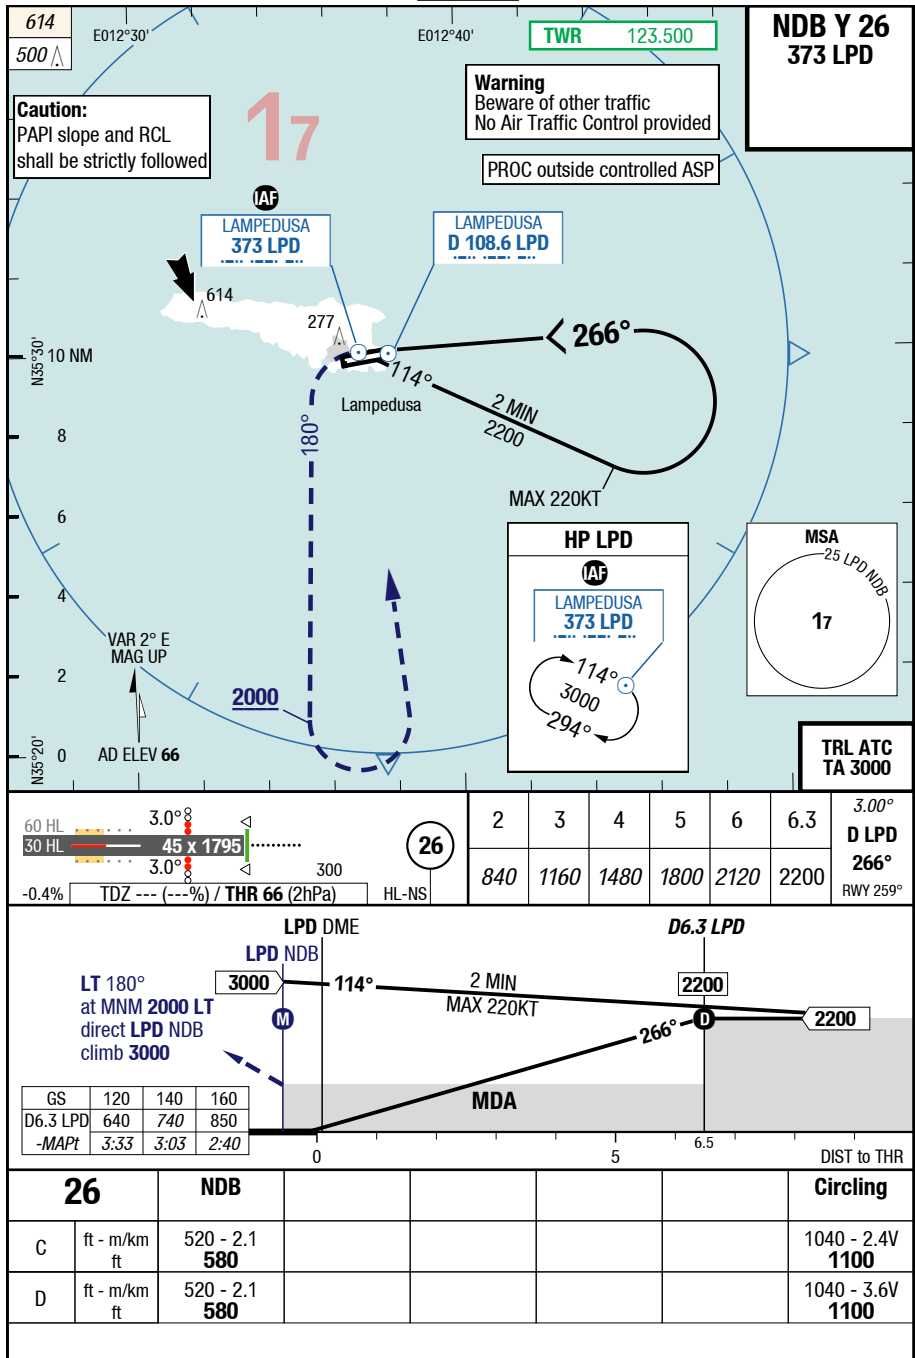 614
500
E012°30'
E012°40'
TWR 123.500
NDB Y 26
373 LPD
Caution:
PAPI slope and RCL
shall be strictly followed
17
Warning
Beware of other traffic
No Air Traffic Control provided
PROC outside controlled ASP
IAF
LAMPEDUSA
373 LPD
LAMPEDUSA
D 108.6 LPD
614
277
N35°30'
10 NM
266°
114°
2 MIN
2200
Lampedusa
180°
8
MAX 220KT
6
4
2
0
HP LPD
IAF
LAMPEDUSA
373 LPD
114°
3000
294°
MSA
25 LPD NDB
17
VAR 2° E
MAG UP
2000
N35°20'
AD ELEV 66
TRL ATC
TA 3000
60 HL
30 HL
3.0°
45 x 1795
3.0°
300
-0.4%
TDZ --- (---%) / THR 66 (2hPa)
HL-NS
26
2 3 4 5 6 6.3
840 1160 1480 1800 2120 2200
3.00°
D LPD
266°
RWY 259°
LPD DME
D6.3 LPD
LPD NDB
LT 180°
at MNM 2000 LT
direct LPD NDB
climb 3000
3000
114°
2 MIN
MAX 220KT
2200
M
266°
D
2200
MDA
GS 120 140 160
D6.3 LPD 640 740 850
-MAPt 3:33 3:03 2:40
0
5
6.5
DIST to THR
26 NDB Circling
C ft - m/km 520 - 2.1 1040 - 2.4V
ft 580 1100
D ft - m/km 520 - 2.1 1040 - 3.6V
ft 580 1100